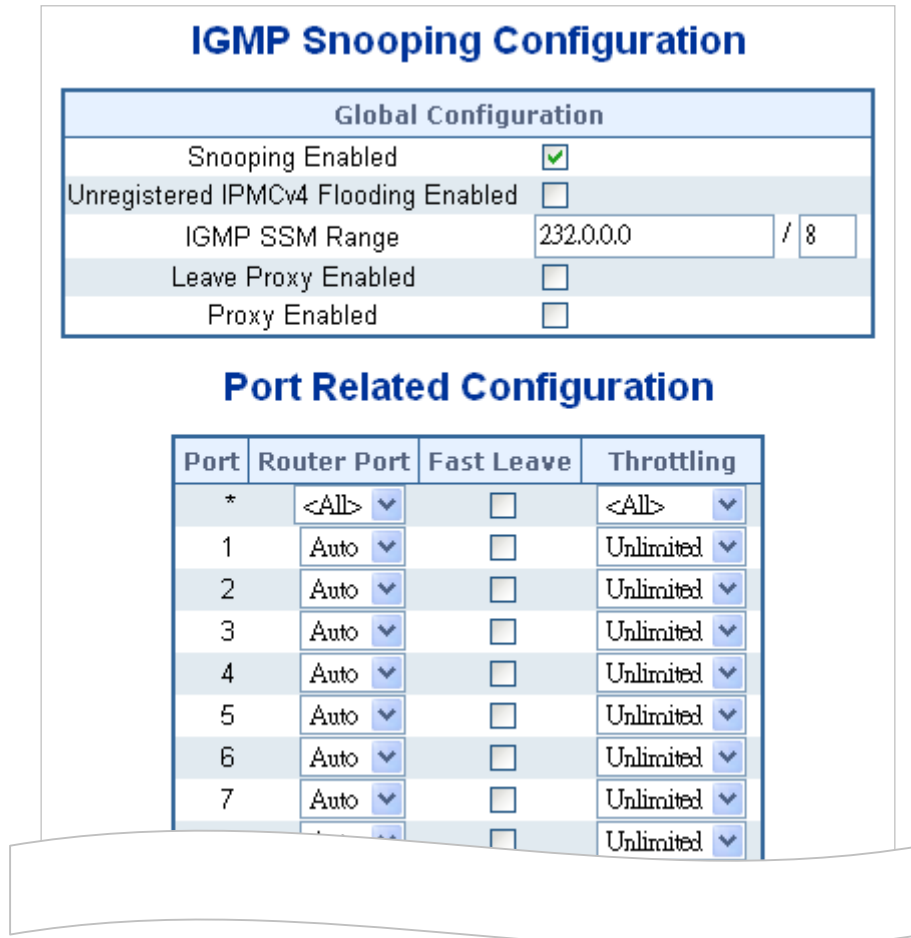 IGMP Snooping Configuration
Global Configuration
Snooping Enabled
Unregistered IPMCv4 Flooding Enabled
IGMP SSM Range 232.0.0.0 / 8
Leave Proxy Enabled
Proxy Enabled
Port Related Configuration
Port Router Port Fast Leave Throttling
* <All> <All>
1 Auto Unlimited
2 Auto Unlimited
3 Auto Unlimited
4 Auto Unlimited
5 Auto Unlimited
6 Auto Unlimited
7 Auto Unlimited
Unlimited